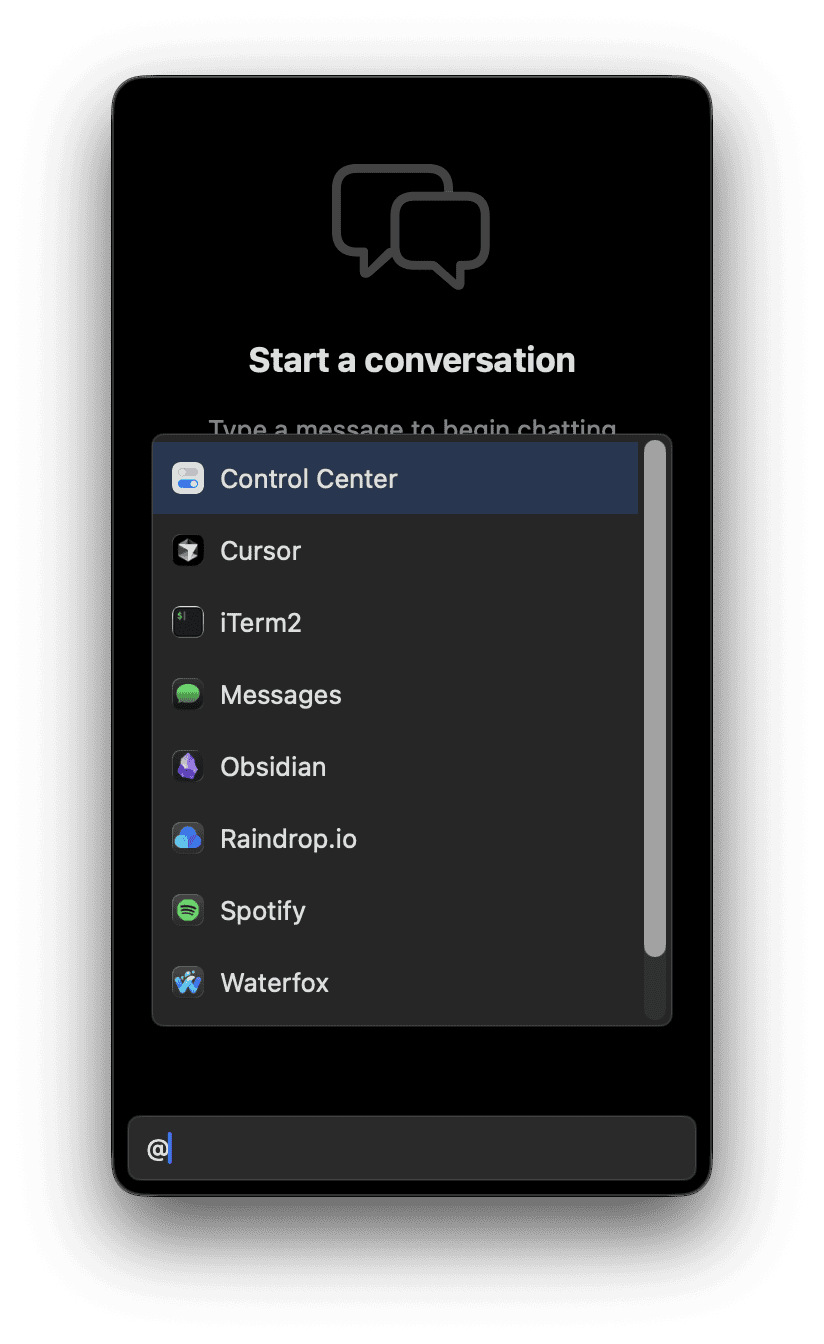 Start a conversation
Type a message to begin chatting
Control Center
Cursor
$
iTerm2
Messages
Obsidian
Raindrop.io
Spotify
Waterfox
@